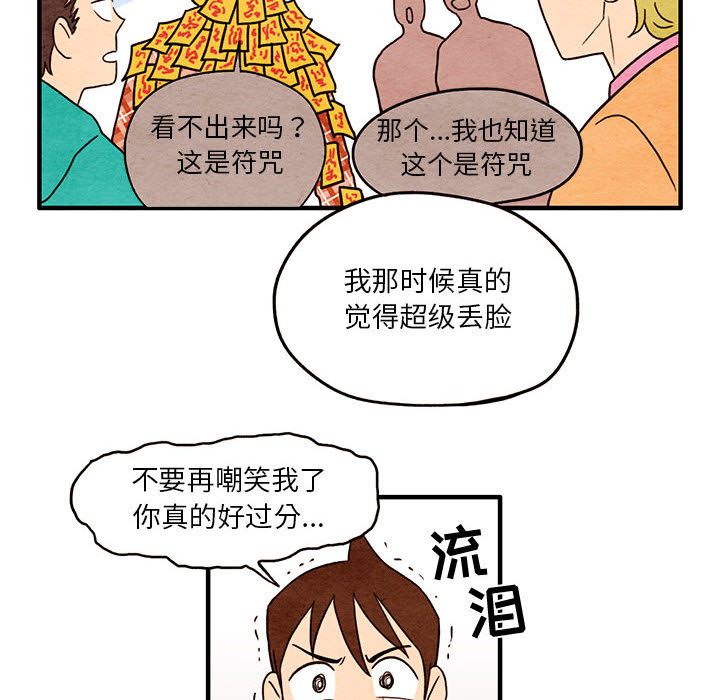 看不出来吗？
这是符咒
那个...我也知道
这个是符咒
我那时候真的
觉得超级丢脸
不要再嘲笑我了
你真的好过分...
流
泪